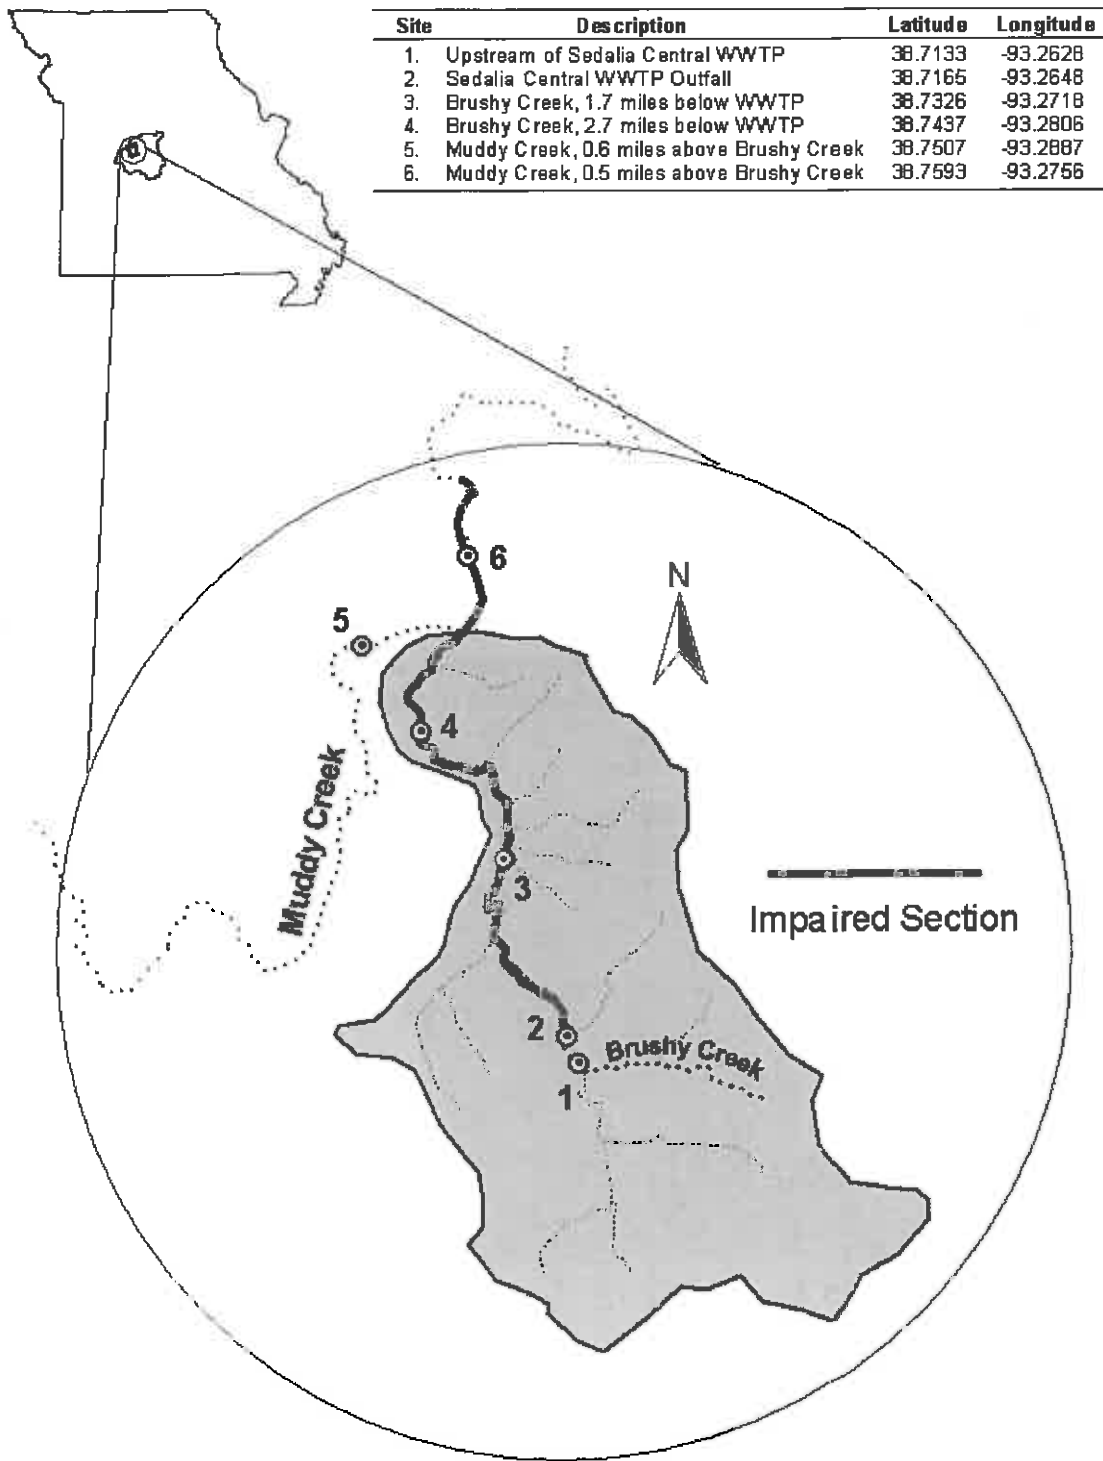 Site Description Latitude Longitude
1. Upstream of Sedalia Central WWTP 38.7133 -93.2628
2. Sedalia Central WWTP Outfall 38.7165 -93.2648
3. Brushy Creek, 1.7 miles below WWTP 38.7326 -93.2718
4. Brushy Creek, 2.7 miles below WWTP 38.7437 -93.2806
5. Muddy Creek, 0.6 miles above Brushy Creek 38.7507 -93.2887
6. Muddy Creek, 0.5 miles above Brushy Creek 38.7593 -93.2756
6
N
5
4
Muddy Creek
3
Impaired Section
2
Brushy Creek
1